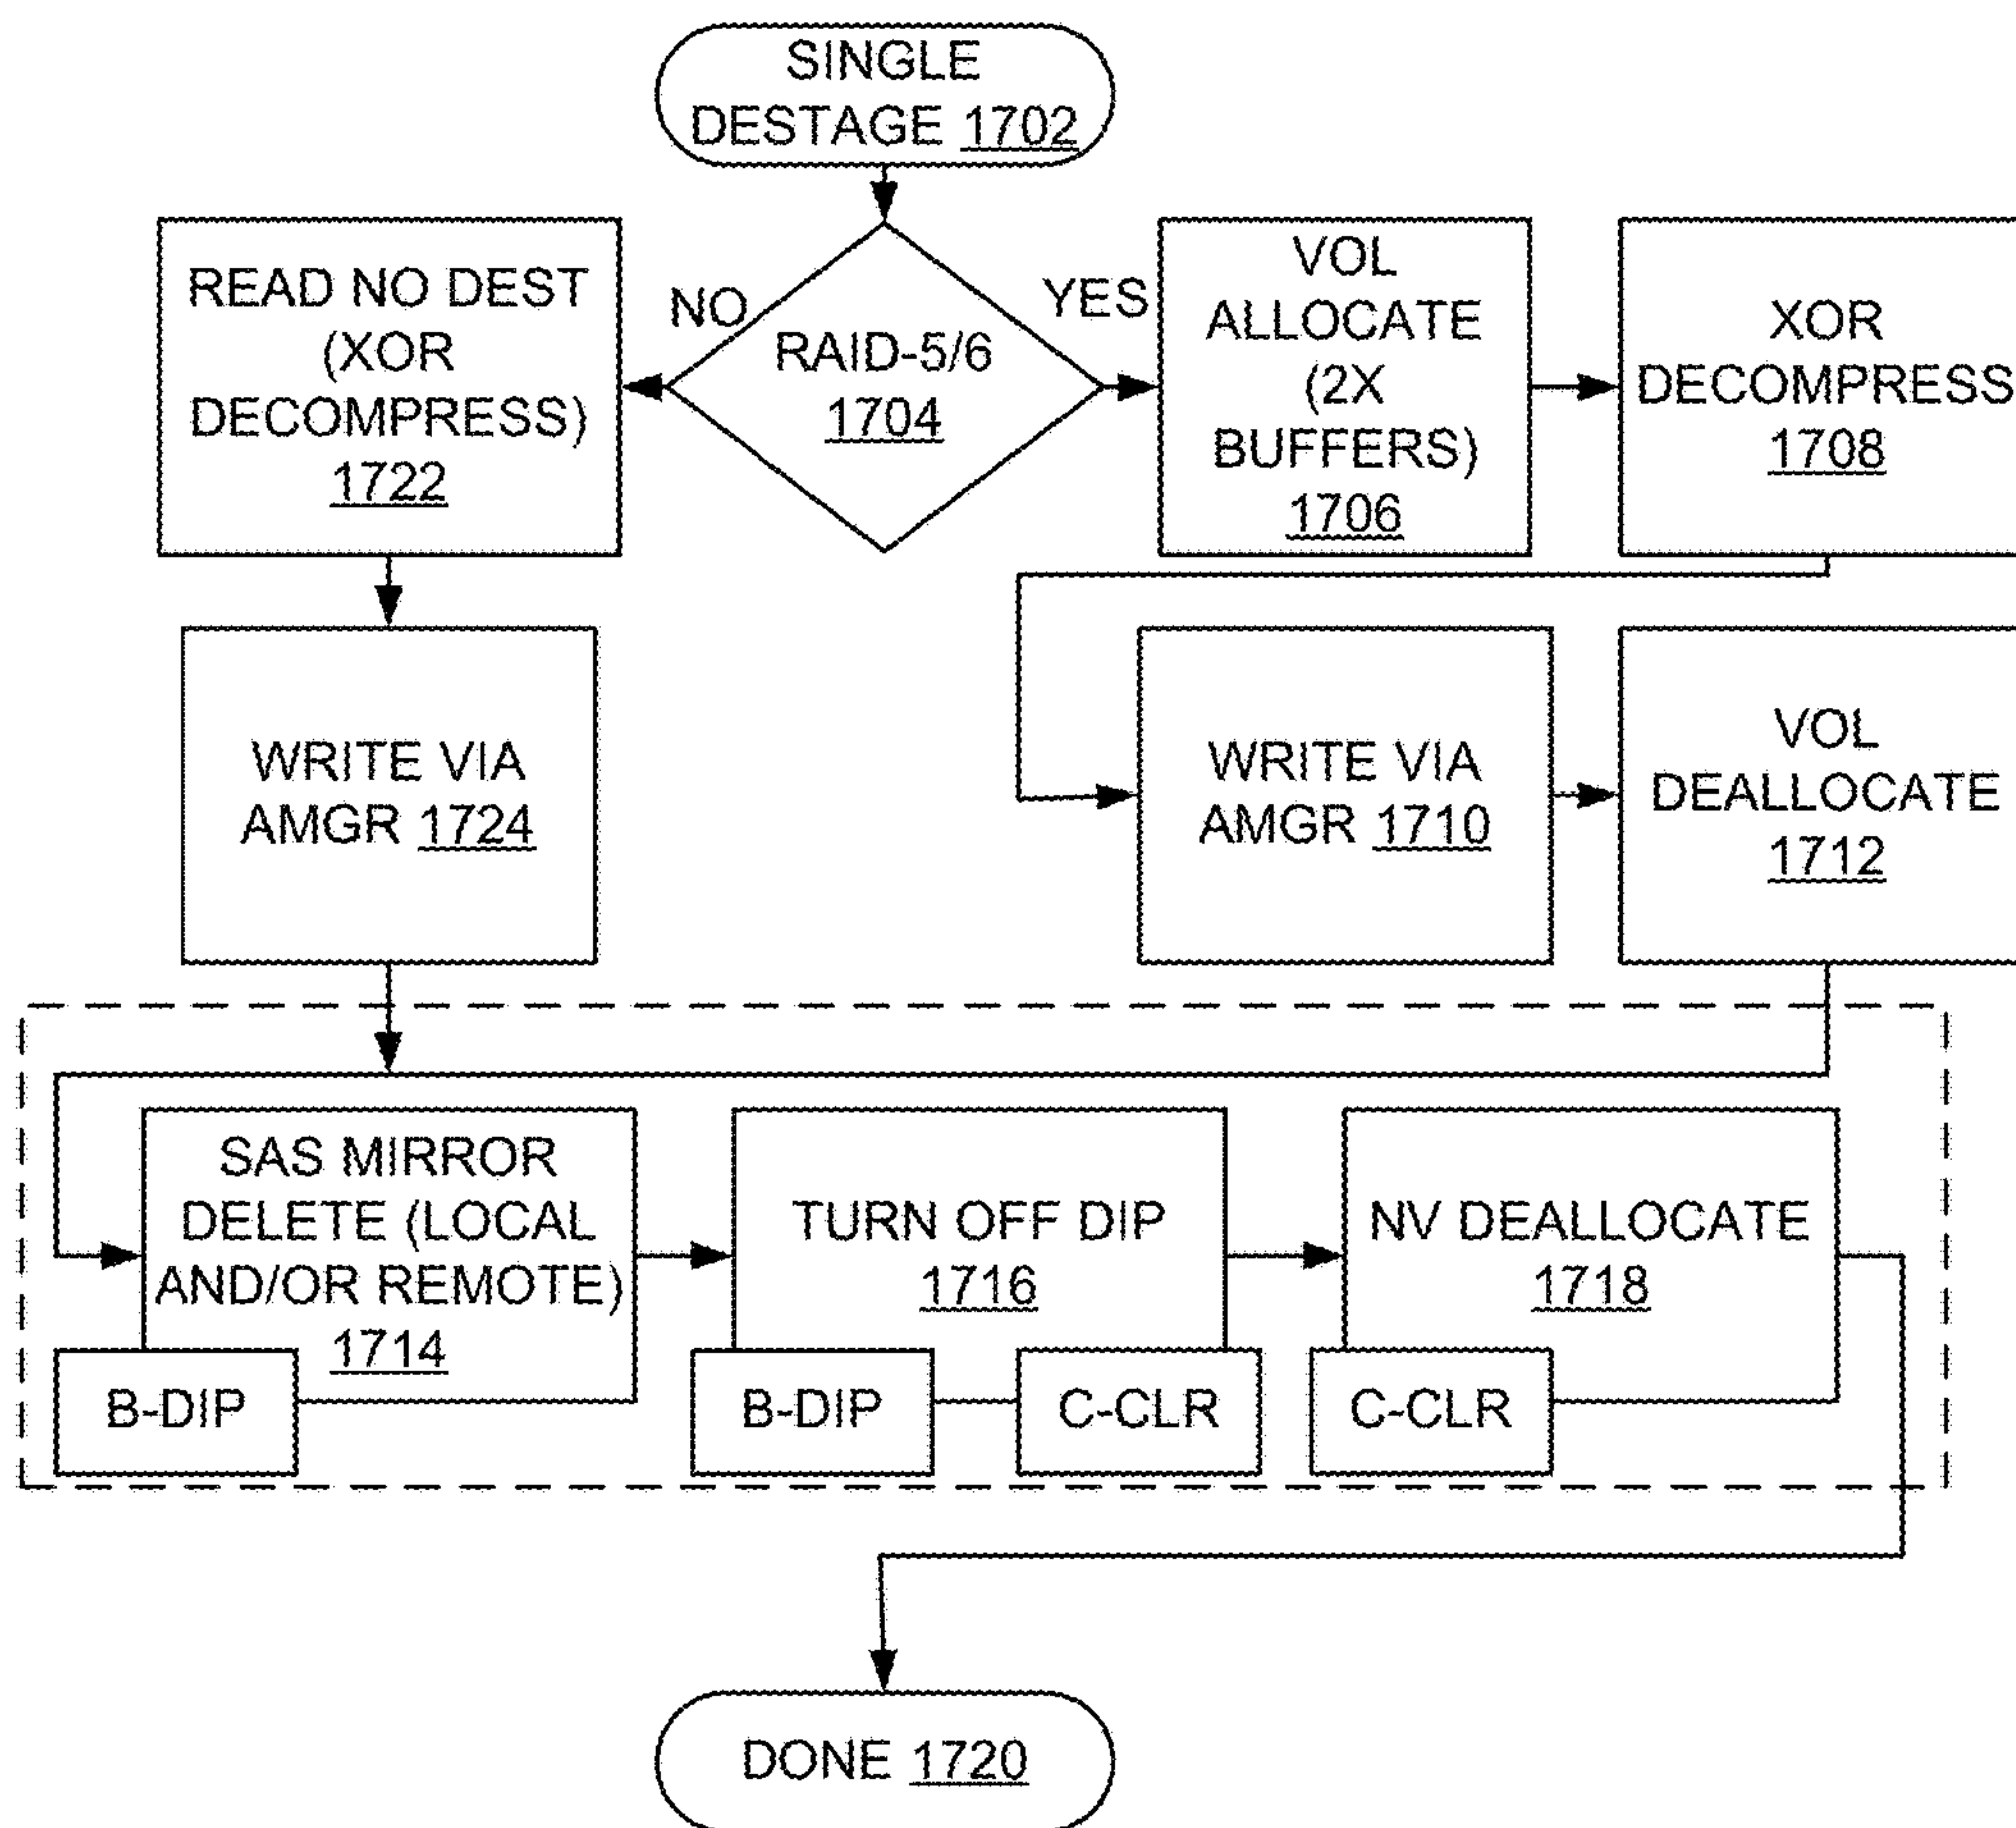 SINGLE
DESTAGE 1702
READ NO DEST
(XOR
DECOMPRESS)
1722
NO
RAID-5/6
1704
YES
VOL
ALLOCATE
(2X
BUFFERS)
1706
XOR
DECOMPRESS
1708
WRITE VIA
AMGR 1724
WRITE VIA
AMGR 1710
VOL
DEALLOCATE
1712
SAS MIRROR
DELETE (LOCAL
AND/OR REMOTE)
1714
B-DIP
TURN OFF DIP
1716
B-DIP
C-CLR
NV DEALLOCATE
1718
C-CLR
DONE 1720